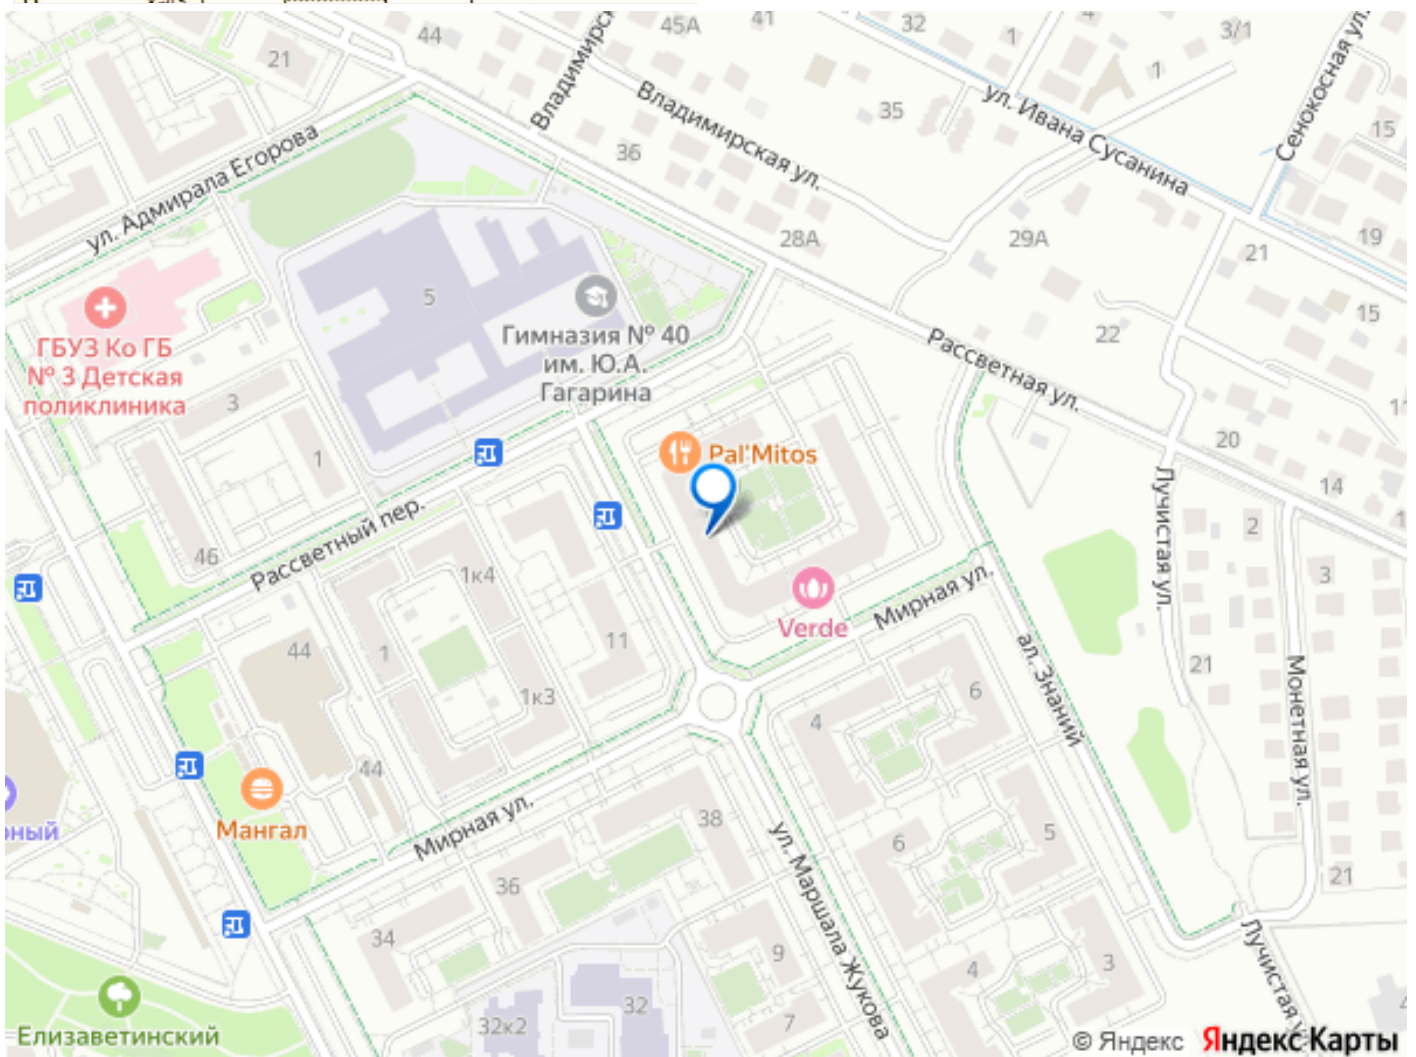 44
45А
41
32
4
1
3/1
7
Сенокосная ул.
21
Владимирская ул.
35
ул. Ивана Сусанина
15
36
ул. Адмирала Егорова
28А
29А
19
21
5
15
22
Гимназия № 40
им. Ю.А.
Гагарина
ГБУЗ Ко ГБ
№ 3 Детская
поликлиника
Рассветная ул.
3
1
Pal'Mitos
20
14
Лучистая ул.
2
46
Рассветный пер.
1к4
3
Мирная ул.
Verde
11
44
1
21
1к3
ал. Знаний
Монетная ул.
6
4
44
Мангал
Мирная ул.
38
ул. Маршала Жукова
6
5
36
21
34
9
4
3
Лучистая
32
32к2
7
Елизаветинский
© Яндекс Яндекс Карты